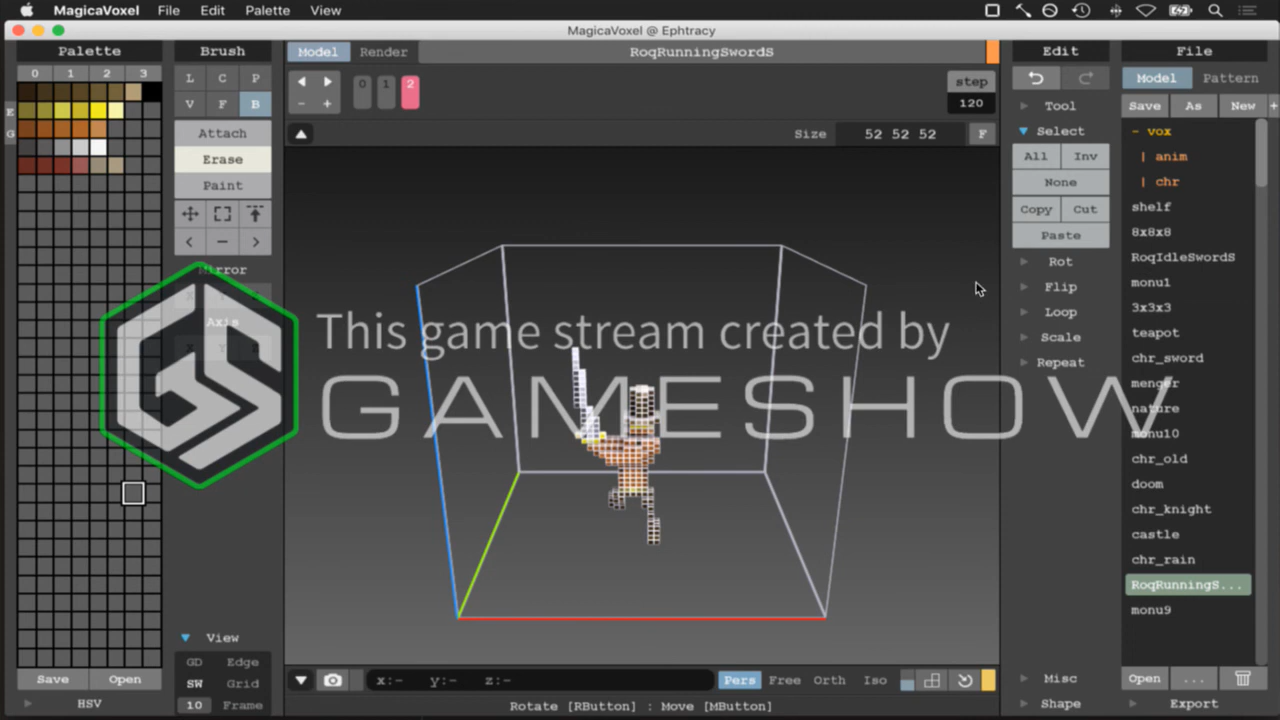 MagicaVoxel File Edit Palette View
MagicaVoxel @ Ephtracy
Palette
0 1 2 3
E
G
Save Open
HSV
Brush
L C P
V F B
Attach
Erase
Paint
Mirror
Axis
View
GD Edge
SW Grid
10 Frame
Model Render RoqRunningSwordS
0 1 2
step
120
Size 52 52 52 F
This game stream created by
GAMESHOW
x:- y:- z:- Pers Free Orth Iso
Rotate [RButton] : Move [MButton]
Edit
Tool
Select
All Inv
None
Copy Cut
Paste
Rot
Flip
Loop
Scale
Repeat
Misc
Shape
File
Model Pattern
Save As New +
- vox
| anim
| chr
shelf
8x8x8
RoqIdleSwordS
monu1
3x3x3
teapot
chr_sword
menger
nature
monu10
chr_old
doom
chr_knight
castle
chr_rain
RoqRunningS...
monu9
Open ...
Export